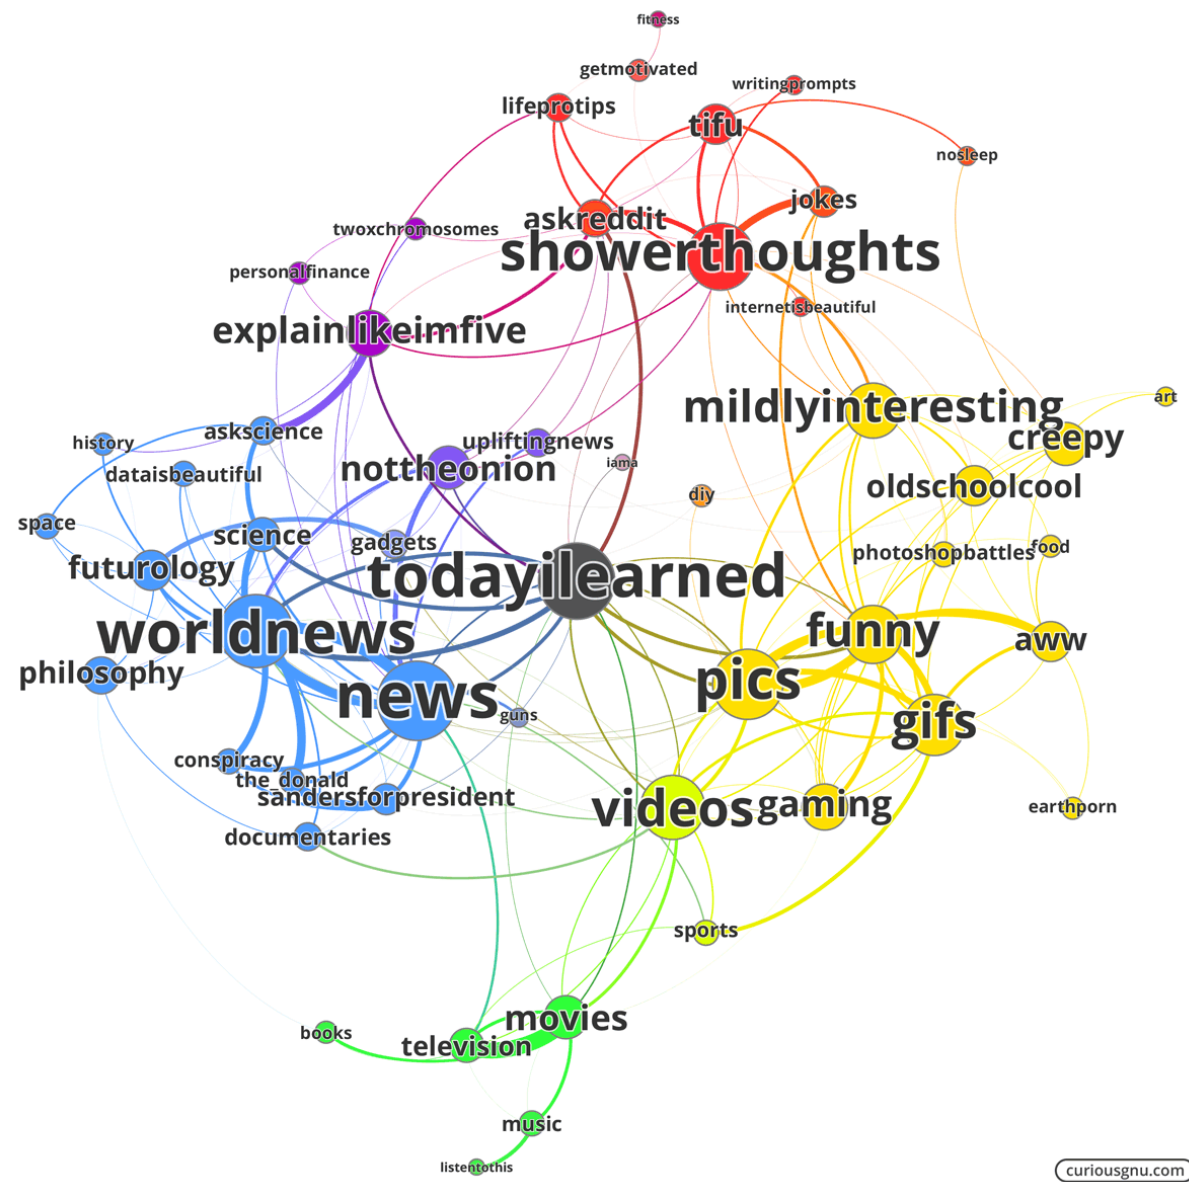 fitness
getmotivated
writingprompts
lifeprotips
tifu
nosleep
jokes
askreddit
twoxchromosomes
showerthoughts
personalfinance
internetisbeautiful
explainlikeimfive
art
mildlyinteresting
creepy
askscience
history
upliftingnews
nottheonion
iama
dataisbeautiful
oldschoolcool
diy
space
science
gadgets
photoshopbattles
food
futurology
todayilearned
worldnews
funny
aww
philosophy
pics
news
guns
gifs
conspiracy
the_donald
sandersforpresident
videos
gaming
earthporn
documentaries
sports
movies
books
television
music
listentothis
curiousgnu.com